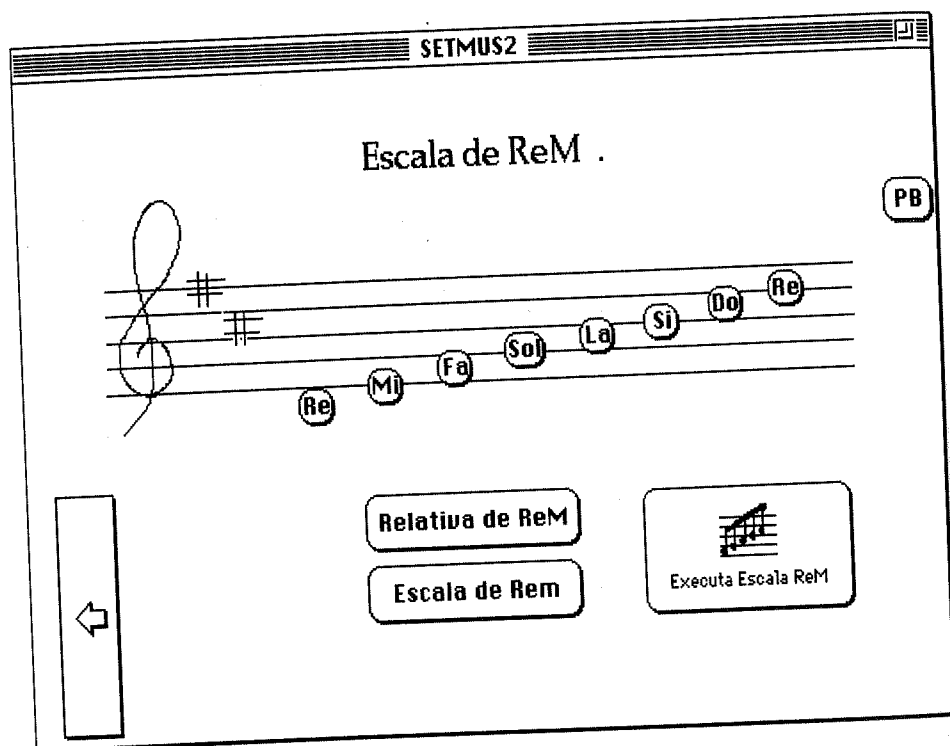 SETMUS2
Escala de ReM .
PB
Re Mi Fa Sol La Si Do Re
Relativa de ReM
Escala de Rem
Executa Escala ReM